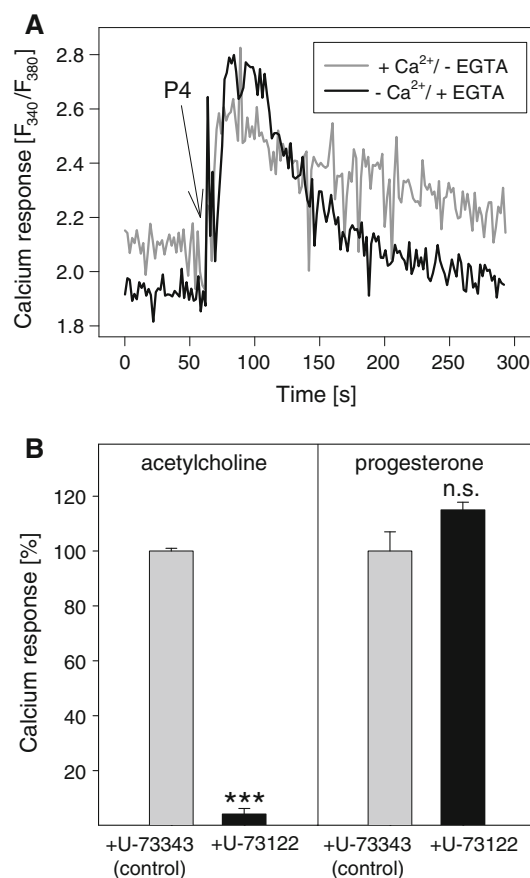 A
Calcium response [F340/F380]
2.8
2.6
2.4
2.2
2.0
1.8
P4
+ Ca2+/ - EGTA
- Ca2+/ + EGTA
0
50
100
150
200
250
300
Time [s]
B
acetylcholine
progesterone
Calcium response [%]
120
100
80
60
40
20
***
n.s.
+U-73343
(control)
+U-73122
+U-73343
(control)
+U-73122